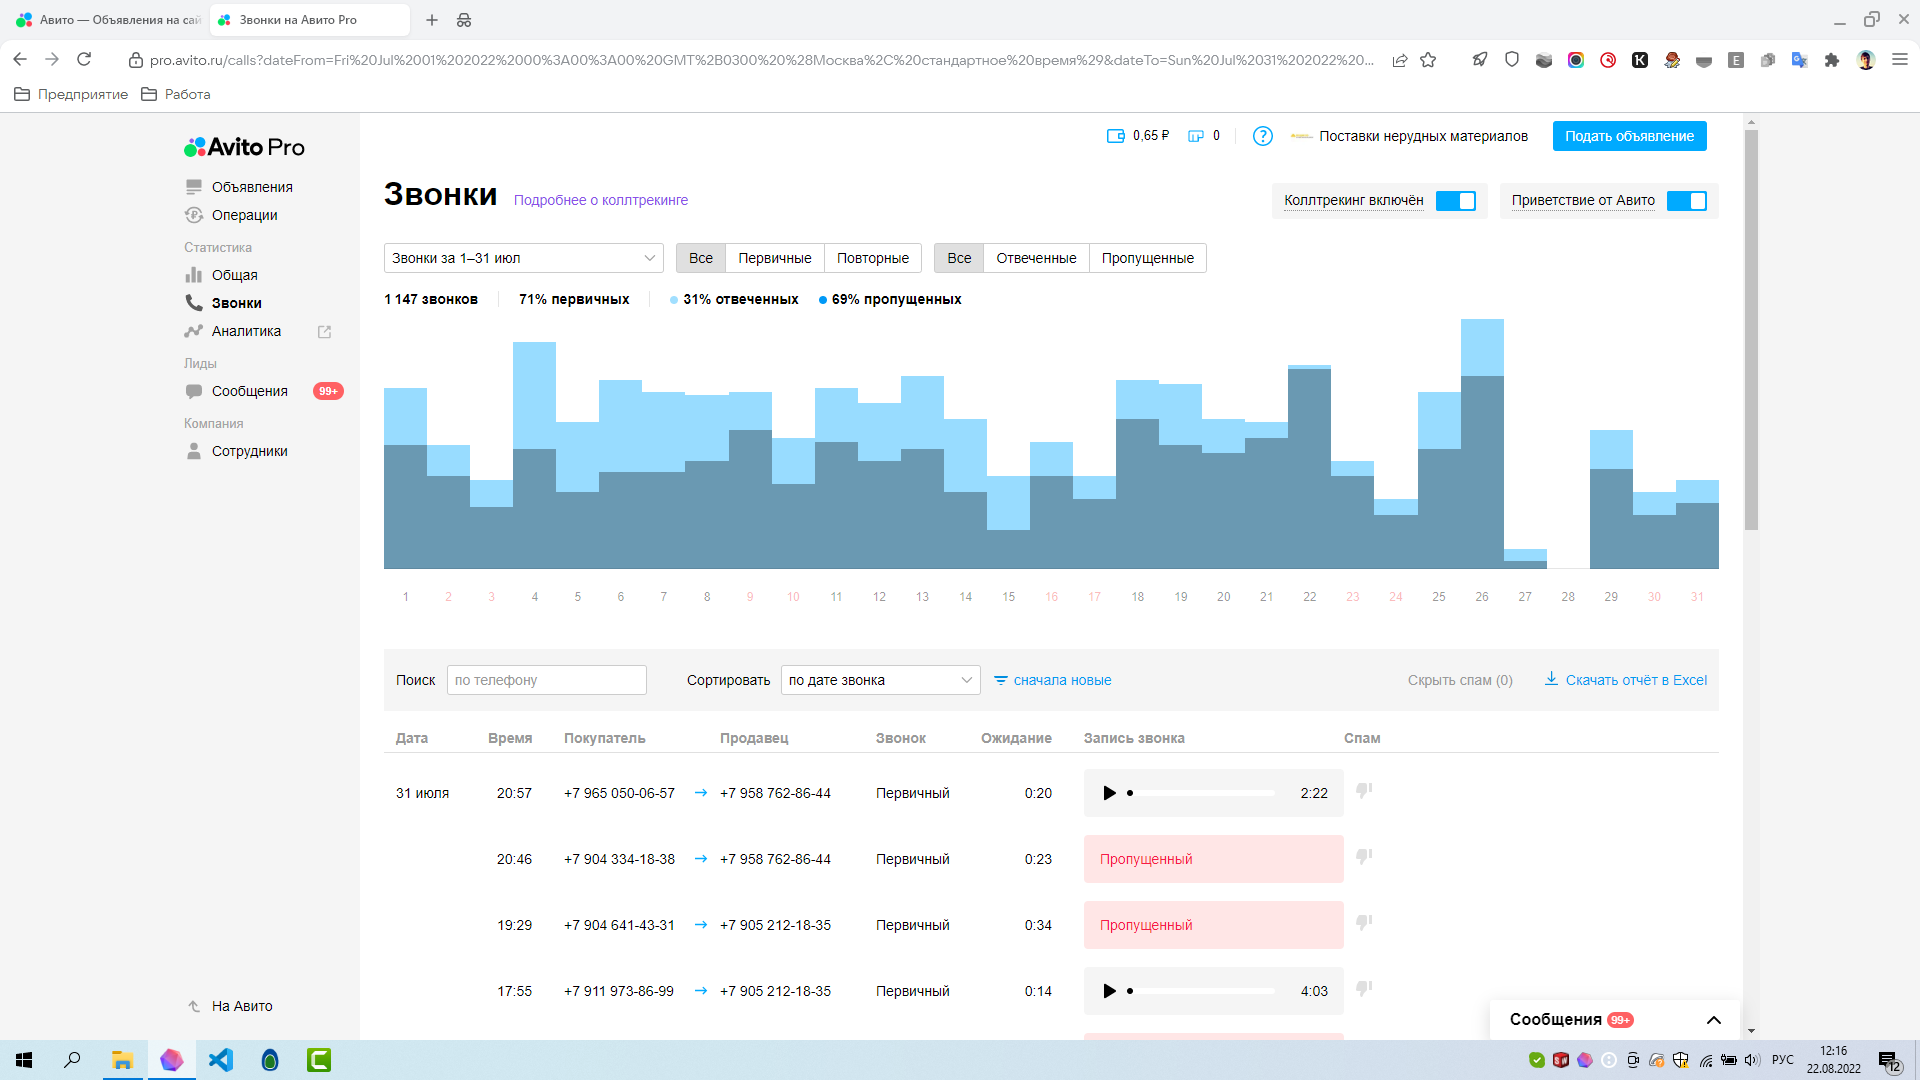 Авито — Объявления на сай
Звонки на Авито Pro
pro.avito.ru/calls?dateFrom=Fri%20Jul%2001%202022%2000%3A00%3A00%20GMT%2B0300%20%28Москва%2C%20стандартное%20время%29&dateTo=Sun%20Jul%2031%202022%20...
Предприятие
Работа
Avito Pro
0,65 ₽
0
?
Поставки нерудных материалов
Подать объявление
Объявления
Операции
Статистика
Общая
Звонки
Аналитика
Лиды
Сообщения 99+
Компания
Сотрудники
На Авито
Звонки
Подробнее о коллтрекинге
Коллтрекинг включён
Приветствие от Авито
Звонки за 1–31 июл
Все Первичные Повторные
Все Отвеченные Пропущенные
1 147 звонков 71% первичных 31% отвеченных 69% пропущенных
1 2 3 4 5 6 7 8 9 10 11 12 13 14 15 16 17 18 19 20 21 22 23 24 25 26 27 28 29 30 31
Поиск по телефону Сортировать по дате звонка сначала новые Скрыть спам (0) Скачать отчёт в Excel
Дата Время Покупатель Продавец Звонок Ожидание Запись звонка Спам
31 июля 20:57 +7 965 050-06-57 → +7 958 762-86-44 Первичный 0:20 2:22
20:46 +7 904 334-18-38 → +7 958 762-86-44 Первичный 0:23 Пропущенный
19:29 +7 904 641-43-31 → +7 905 212-18-35 Первичный 0:34 Пропущенный
17:55 +7 911 973-86-99 → +7 905 212-18-35 Первичный 0:14 4:03
Сообщения 99+
РУС
12:16
22.08.2022
12